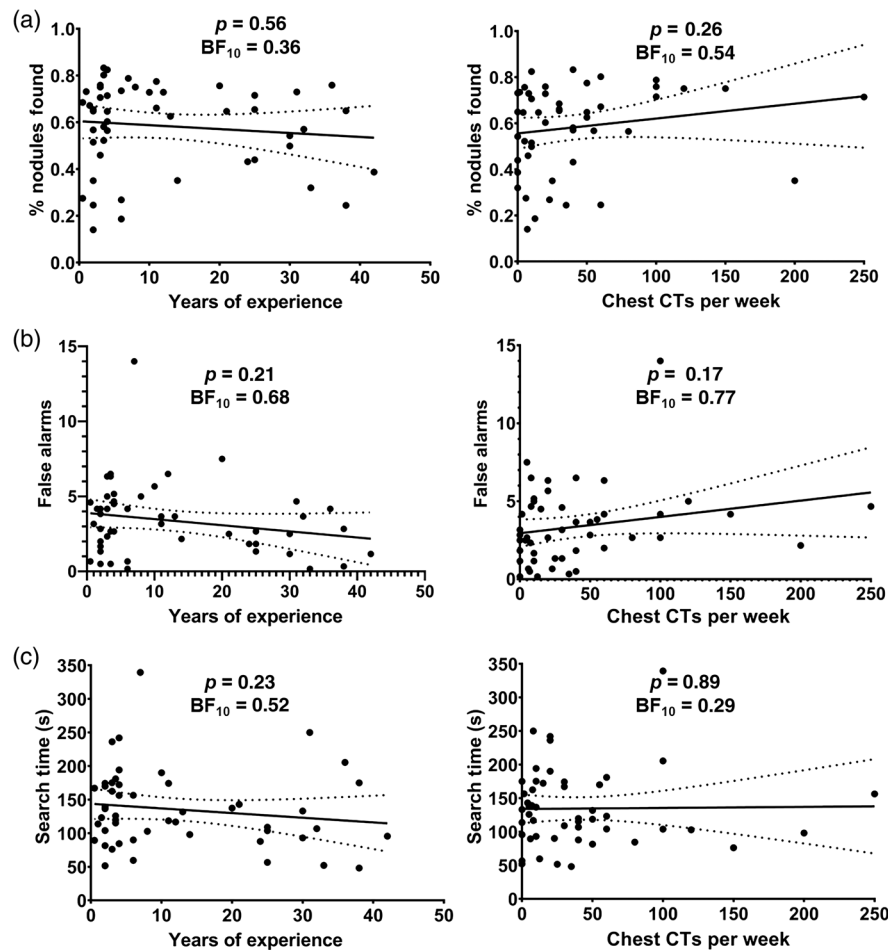 (a)
p = 0.56
BF₁₀ = 0.36
% nodules found
1.0
0.8
0.6
0.4
0.2
0.0
0 10 20 30 40 50
Years of experience
p = 0.26
BF₁₀ = 0.54
% nodules found
1.0
0.8
0.6
0.4
0.2
0.0
0 50 100 150 200 250
Chest CTs per week
(b)
p = 0.21
BF₁₀ = 0.68
False alarms
15
10
5
0
0 10 20 30 40 50
Years of experience
p = 0.17
BF₁₀ = 0.77
False alarms
15
10
5
0
0 50 100 150 200 250
Chest CTs per week
(c)
p = 0.23
BF₁₀ = 0.52
Search time (s)
350
300
250
200
150
100
50
0
0 10 20 30 40 50
Years of experience
p = 0.89
BF₁₀ = 0.29
Search time (s)
350
300
250
200
150
100
50
0
0 50 100 150 200 250
Chest CTs per week